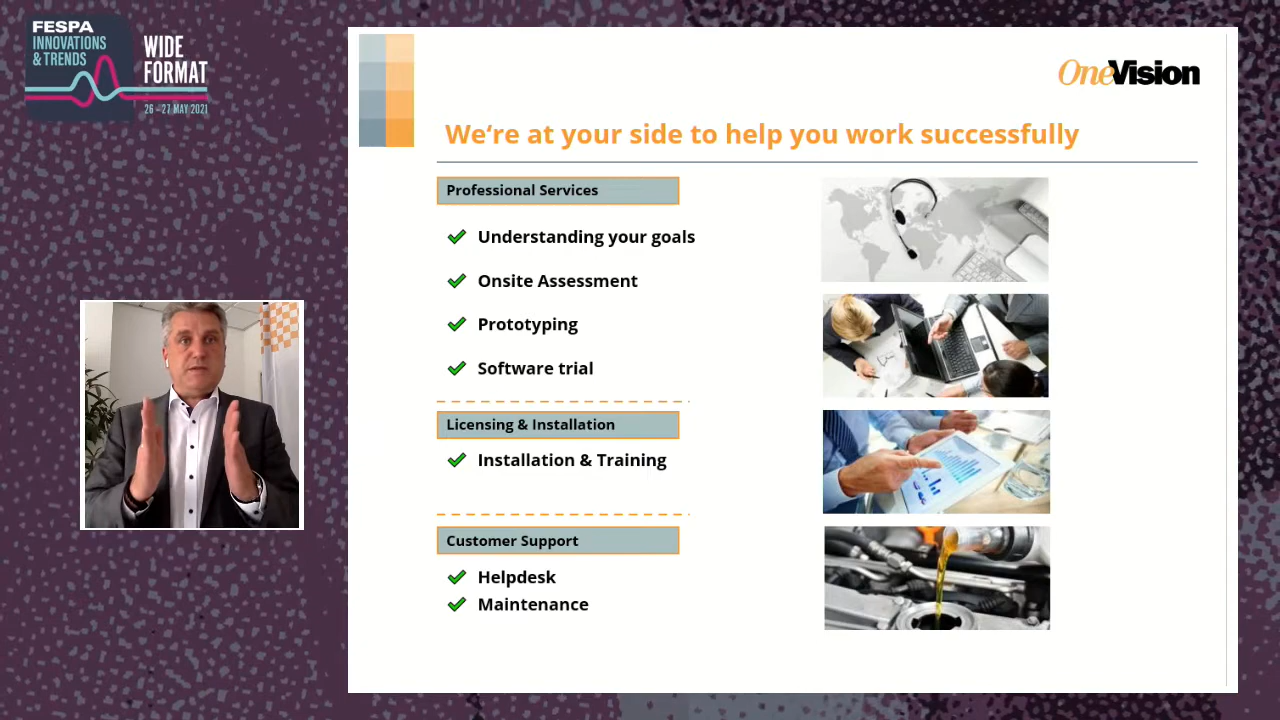 FESPA
INNOVATIONS
& TRENDS
WIDE
FORMAT
26 – 27 MAY 2021
OneVision
We‘re at your side to help you work successfully
Professional Services
Understanding your goals
Onsite Assessment
Prototyping
Software trial
Licensing & Installation
Installation & Training
Customer Support
Helpdesk
Maintenance